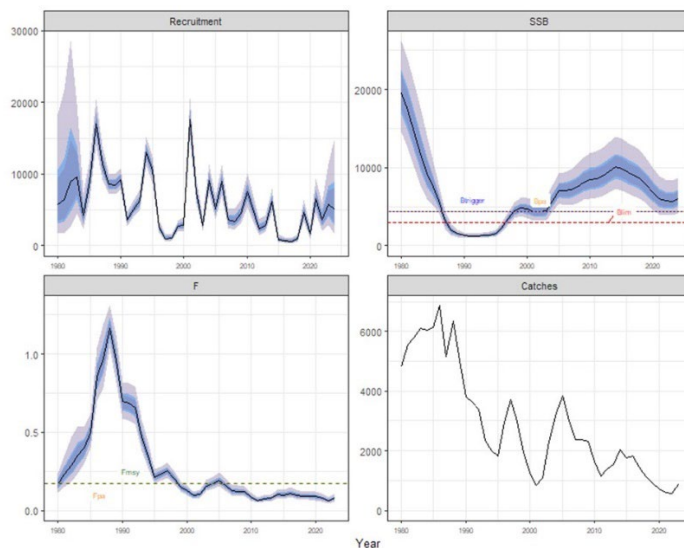 Recruitment
SSB
30000
20000
10000
0
20000
10000
0
Btrigger
Bpa
Blim
1980 1990 2000 2010 2020
1980 1990 2000 2010 2020
F
Catches
1.0
0.5
0.0
6000
4000
2000
0
Fmsy
Fpa
1980 1990 2000 2010 2020
1980 1990 2000 2010 2020
Year